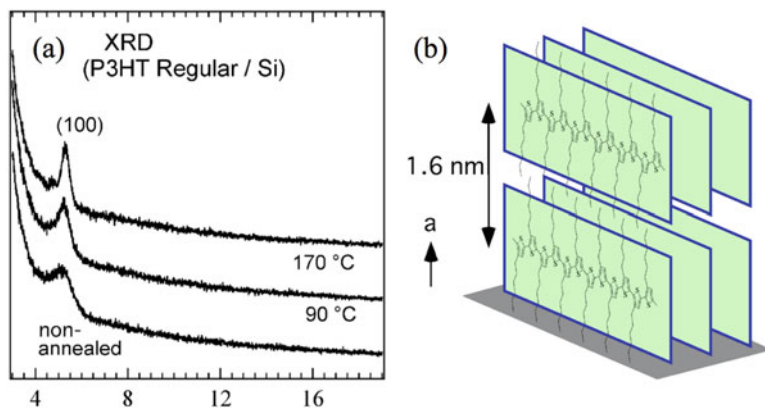 (a)
XRD
(P3HT Regular / Si)
(100)
170 °C
90 °C
non-
annealed
4 8 12 16
(b)
1.6 nm
a
S S S S S S S S S S S S
S S S S S S S S S S S S